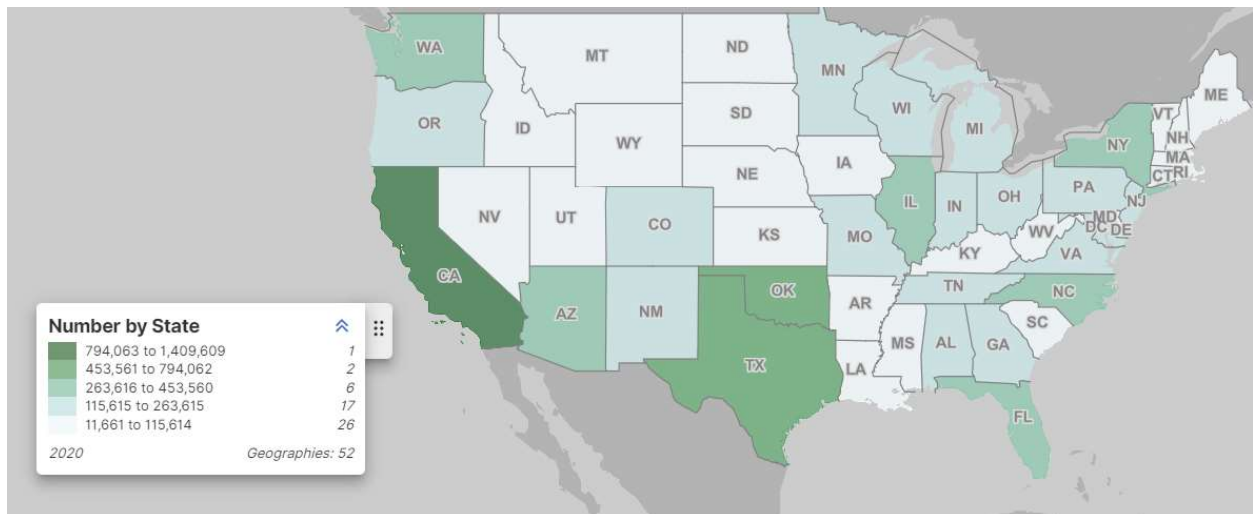 WA
MT
ND
MN
ME
OR
ID
SD
WI
VT
NH
WY
MI
NY
MA
IA
CT RI
NE
PA
NV
UT
CO
IL
IN
OH
NJ
KS
MO
MD
DC DE
WV
VA
KY
CA
OK
TN
NC
AZ
NM
AR
SC
TX
MS
AL
GA
LA
FL
Number by State
794,063 to 1,409,609 1
453,561 to 794,062 2
263,616 to 453,560 6
115,615 to 263,615 17
11,661 to 115,614 26
2020 Geographies: 52